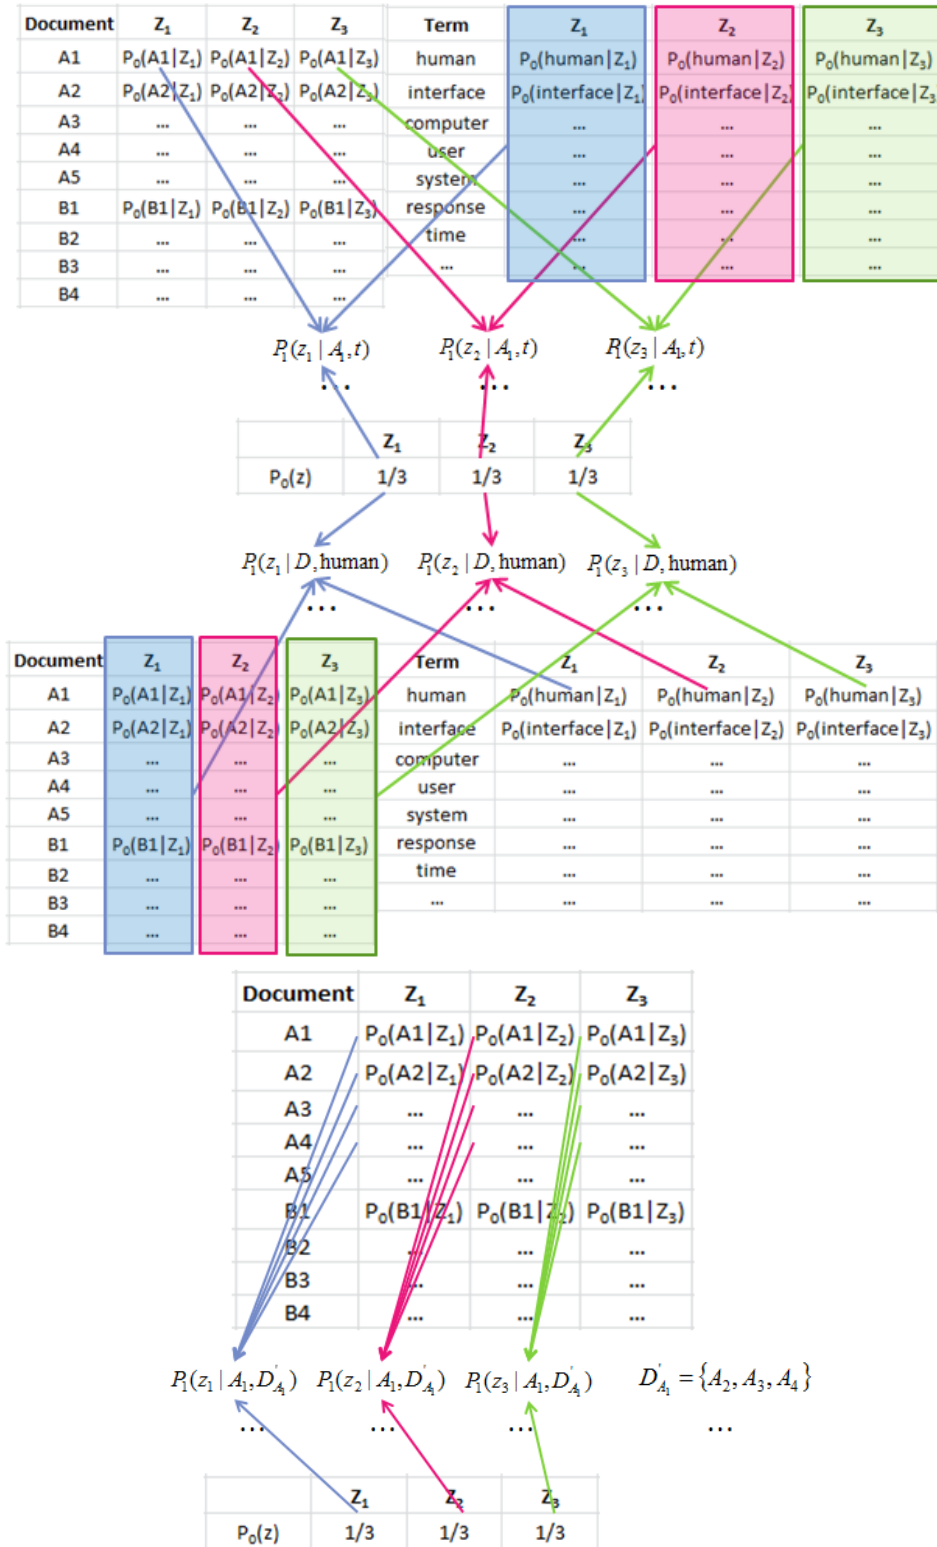 Document Z₁ Z₂ Z₃ Term Z₁ Z₂ Z₃
A1 P₀(A1|Z₁) P₀(A1|Z₂) P₀(A1|Z₃) human P₀(human|Z₁) P₀(human|Z₂) P₀(human|Z₃)
A2 P₀(A2|Z₁) P₀(A2|Z₂) P₀(A2|Z₃) interface P₀(interface|Z₁) P₀(interface|Z₂) P₀(interface|Z₃
A3 ... ... ... computer ... ... ...
A4 ... ... ... user ... ... ...
A5 ... ... ... system ... ... ...
B1 P₀(B1|Z₁) P₀(B1|Z₂) P₀(B1|Z₃) response ... ... ...
B2 ... ... ... time ... ... ...
B3 ... ... ... ... ... ... ...
B4 ... ... ...
P₁(z₁ | A₁, t) P₁(z₂ | A₁, t) P₁(z₃ | A₁, t)
... ... ...
Z₁ Z₂ Z₃
P₀(z) 1/3 1/3 1/3
P₁(z₁ | D, human) P₁(z₂ | D, human) P₁(z₃ | D, human)
... ... ...
Document Z₁ Z₂ Z₃ Term Z₁ Z₂ Z₃
A1 P₀(A1|Z₁) P₀(A1|Z₂) P₀(A1|Z₃) human P₀(human|Z₁) P₀(human|Z₂) P₀(human|Z₃)
A2 P₀(A2|Z₁) P₀(A2|Z₂) P₀(A2|Z₃) interface P₀(interface|Z₁) P₀(interface|Z₂) P₀(interface|Z₃)
A3 ... ... ... computer ... ... ...
A4 ... ... ... user ... ... ...
A5 ... ... ... system ... ... ...
B1 P₀(B1|Z₁) P₀(B1|Z₂) P₀(B1|Z₃) response ... ... ...
B2 ... ... ... time ... ... ...
B3 ... ... ... ... ... ... ...
B4 ... ... ...
Document Z₁ Z₂ Z₃
A1 P₀(A1|Z₁) P₀(A1|Z₂) P₀(A1|Z₃)
A2 P₀(A2|Z₁) P₀(A2|Z₂) P₀(A2|Z₃)
A3 ... ... ...
A4 ... ... ...
A5 ... ... ...
B1 P₀(B1|Z₁) P₀(B1|Z₂) P₀(B1|Z₃)
B2 ... ... ...
B3 ... ... ...
B4 ... ... ...
P₁(z₁ | A₁, D'_A₁) P₁(z₂ | A₁, D'_A₁) P₁(z₃ | A₁, D'_A₁) D'_A₁ = {A₂, A₃, A₄}
... ... ... ...
Z₁ Z₂ Z₃
P₀(z) 1/3 1/3 1/3